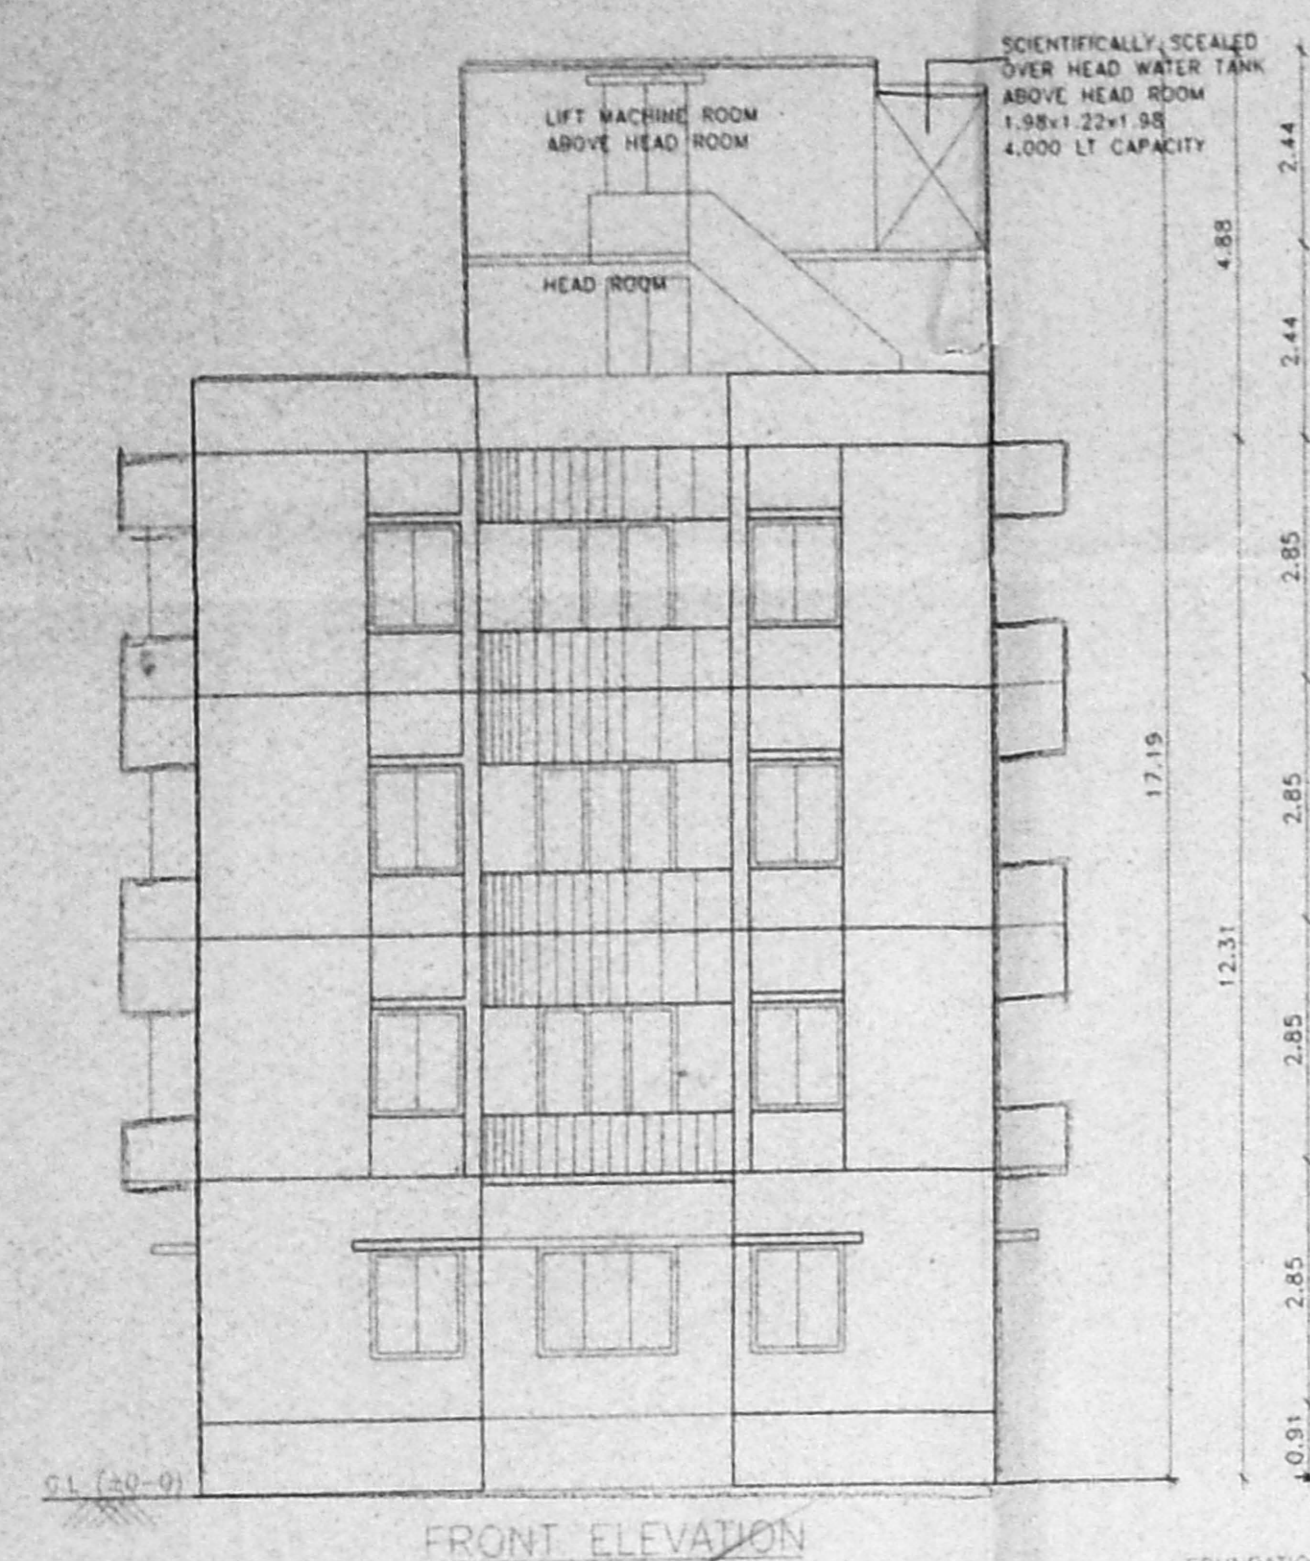 SCIENTIFICALLY SCEALED
OVER HEAD WATER TANK
ABOVE HEAD ROOM
1.98x1.22x1.98
4.000 LT CAPACITY
LIFT MACHINE ROOM
ABOVE HEAD ROOM
HEAD ROOM
2.44
4.88
2.44
2.85
17.19
2.85
12.31
2.85
2.85
0.91
G.L (±0-0)
FRONT ELEVATION